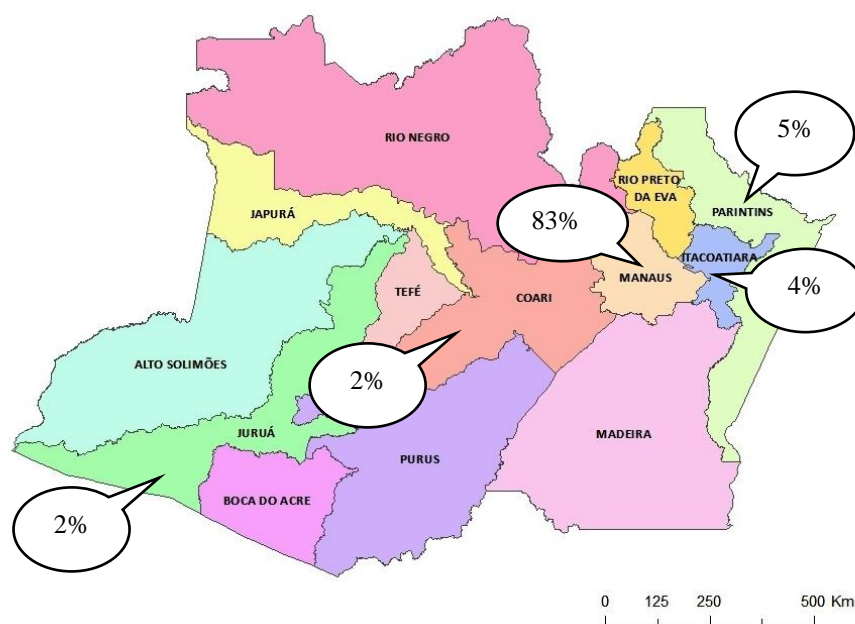 5%
RIO NEGRO
RIO PRETO
DA EVA
JAPURÁ
PARINTINS
83%
ITACOATIARA
MANAUS
TEFÉ
COARI
4%
ALTO SOLIMÕES
2%
JURUÁ
MADEIRA
PURUS
BOCA DO ACRE
2%
0 125 250 500 Km